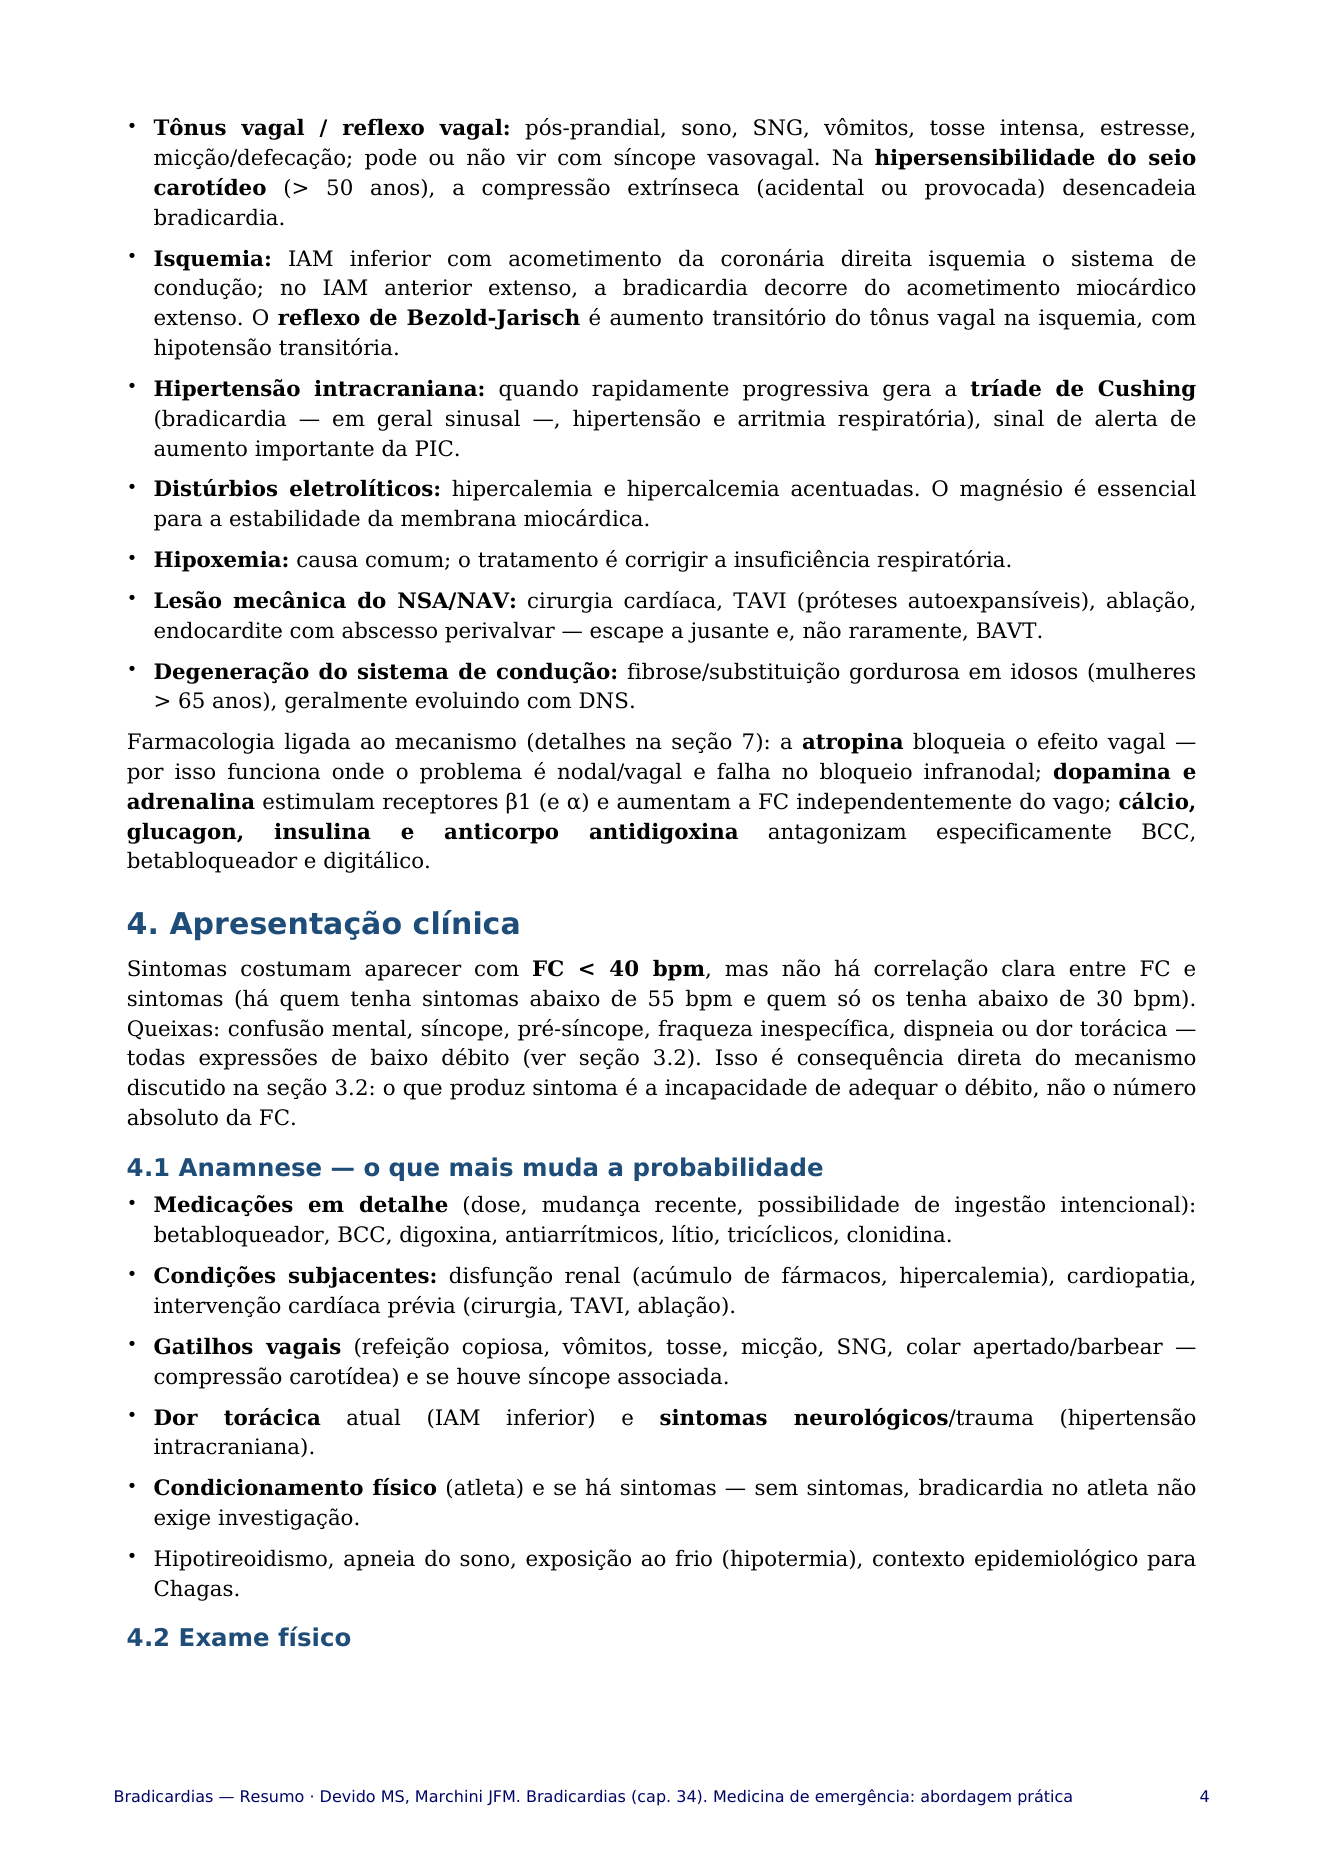 • Tônus vagal / reflexo vagal: pós-prandial, sono, SNG, vômitos, tosse intensa, estresse,
micção/defecação; pode ou não vir com síncope vasovagal. Na hipersensibilidade do seio
carotídeo (> 50 anos), a compressão extrínseca (acidental ou provocada) desencadeia
bradicardia.
• Isquemia: IAM inferior com acometimento da coronária direita isquemia o sistema de
condução; no IAM anterior extenso, a bradicardia decorre do acometimento miocárdico
extenso. O reflexo de Bezold-Jarisch é aumento transitório do tônus vagal na isquemia, com
hipotensão transitória.
• Hipertensão intracraniana: quando rapidamente progressiva gera a tríade de Cushing
(bradicardia — em geral sinusal —, hipertensão e arritmia respiratória), sinal de alerta de
aumento importante da PIC.
• Distúrbios eletrolíticos: hipercalemia e hipercalcemia acentuadas. O magnésio é essencial
para a estabilidade da membrana miocárdica.
• Hipoxemia: causa comum; o tratamento é corrigir a insuficiência respiratória.
• Lesão mecânica do NSA/NAV: cirurgia cardíaca, TAVI (próteses autoexpansíveis), ablação,
endocardite com abscesso perivalvar — escape a jusante e, não raramente, BAVT.
• Degeneração do sistema de condução: fibrose/substituição gordurosa em idosos (mulheres
> 65 anos), geralmente evoluindo com DNS.
Farmacologia ligada ao mecanismo (detalhes na seção 7): a atropina bloqueia o efeito vagal —
por isso funciona onde o problema é nodal/vagal e falha no bloqueio infranodal; dopamina e
adrenalina estimulam receptores β1 (e α) e aumentam a FC independentemente do vago; cálcio,
glucagon, insulina e anticorpo antidigoxina antagonizam especificamente BCC,
betabloqueador e digitálico.
4. Apresentação clínica
Sintomas costumam aparecer com FC < 40 bpm, mas não há correlação clara entre FC e
sintomas (há quem tenha sintomas abaixo de 55 bpm e quem só os tenha abaixo de 30 bpm).
Queixas: confusão mental, síncope, pré-síncope, fraqueza inespecífica, dispneia ou dor torácica —
todas expressões de baixo débito (ver seção 3.2). Isso é consequência direta do mecanismo
discutido na seção 3.2: o que produz sintoma é a incapacidade de adequar o débito, não o número
absoluto da FC.
4.1 Anamnese — o que mais muda a probabilidade
• Medicações em detalhe (dose, mudança recente, possibilidade de ingestão intencional):
betabloqueador, BCC, digoxina, antiarrítmicos, lítio, tricíclicos, clonidina.
• Condições subjacentes: disfunção renal (acúmulo de fármacos, hipercalemia), cardiopatia,
intervenção cardíaca prévia (cirurgia, TAVI, ablação).
• Gatilhos vagais (refeição copiosa, vômitos, tosse, micção, SNG, colar apertado/barbear —
compressão carotídea) e se houve síncope associada.
• Dor torácica atual (IAM inferior) e sintomas neurológicos/trauma (hipertensão
intracraniana).
• Condicionamento físico (atleta) e se há sintomas — sem sintomas, bradicardia no atleta não
exige investigação.
• Hipotireoidismo, apneia do sono, exposição ao frio (hipotermia), contexto epidemiológico para
Chagas.
4.2 Exame físico
Bradicardias — Resumo · Devido MS, Marchini JFM. Bradicardias (cap. 34). Medicina de emergência: abordagem prática 4